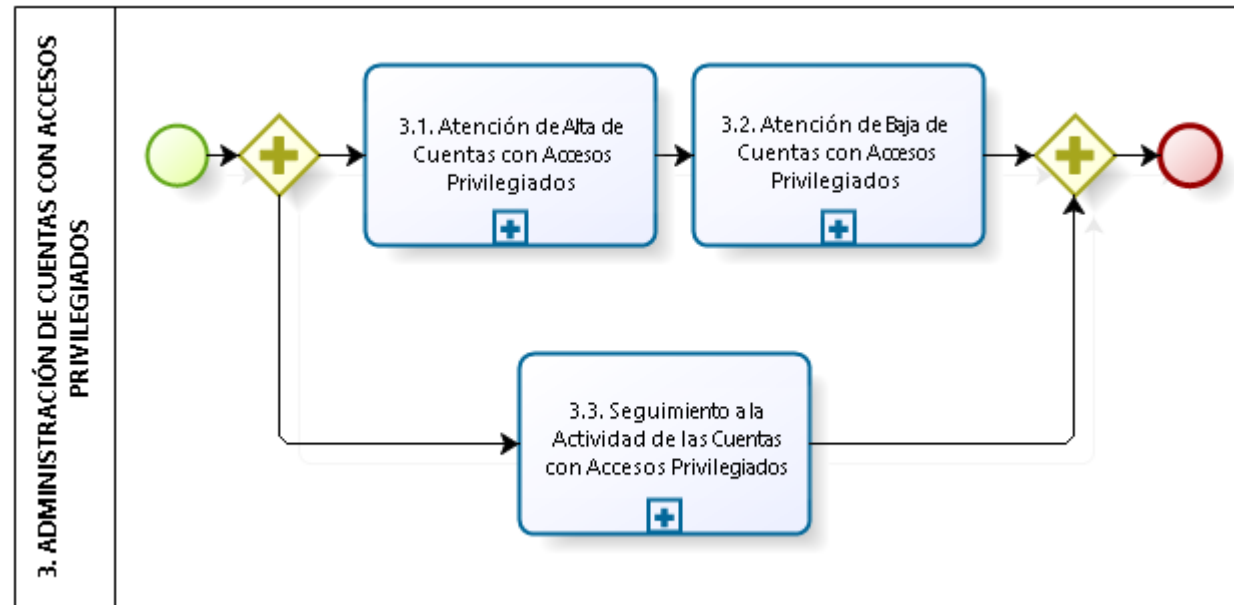 3. ADMINISTRACIÓN DE CUENTAS CON ACCESOS
PRIVILEGIADOS
3.1. Atención de Alta de
Cuentas con Accesos
Privilegiados
3.2. Atención de Baja de
Cuentas con Accesos
Privilegiados
3.3. Seguimiento a la
Actividad de las Cuentas
con Accesos Privilegiados